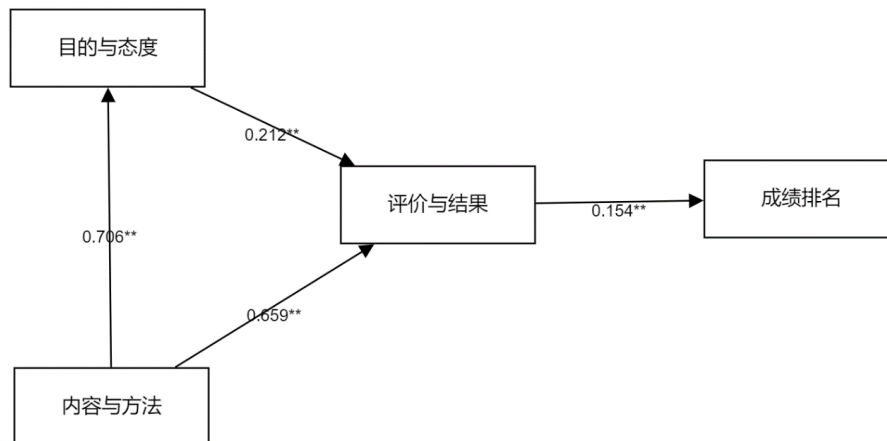 目的与态度
0.212**
评价与结果
0.154**
成绩排名
0.706**
0.659**
内容与方法